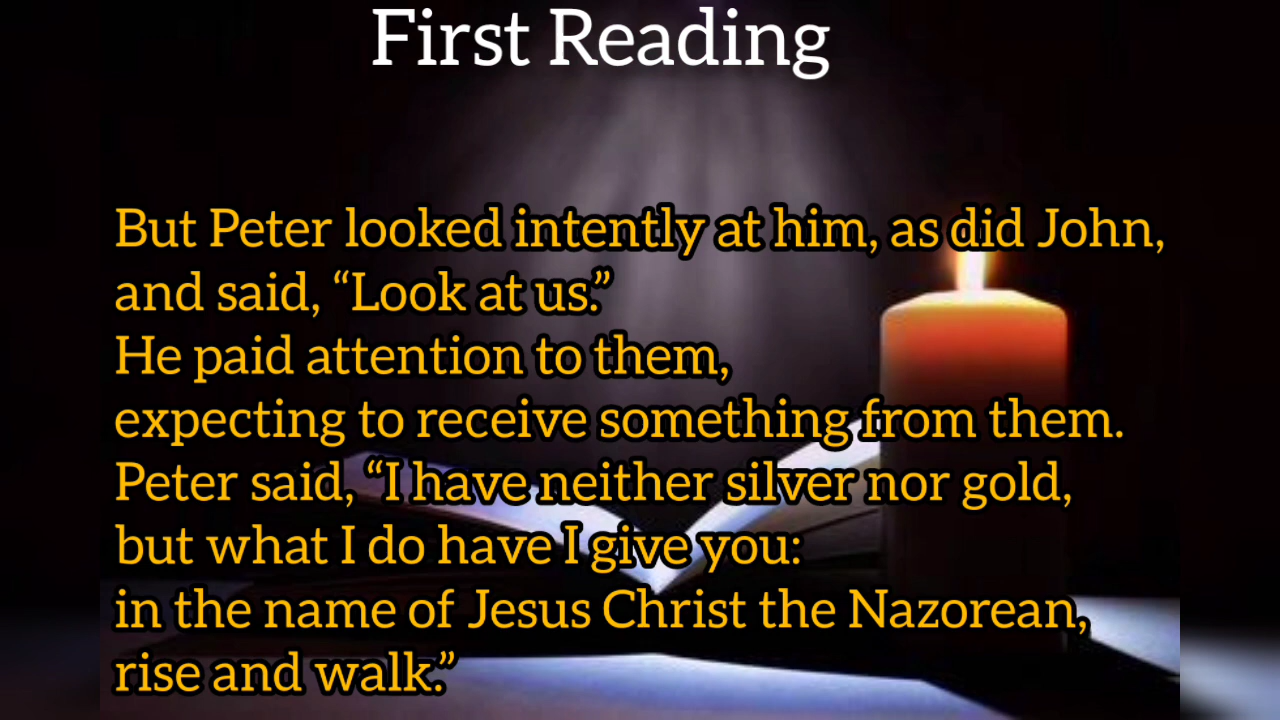 First Reading
But Peter looked intently at him, as did John,
and said, “Look at us.”
He paid attention to them,
expecting to receive something from them.
Peter said, “I have neither silver nor gold,
but what I do have I give you:
in the name of Jesus Christ the Nazorean,
rise and walk.”